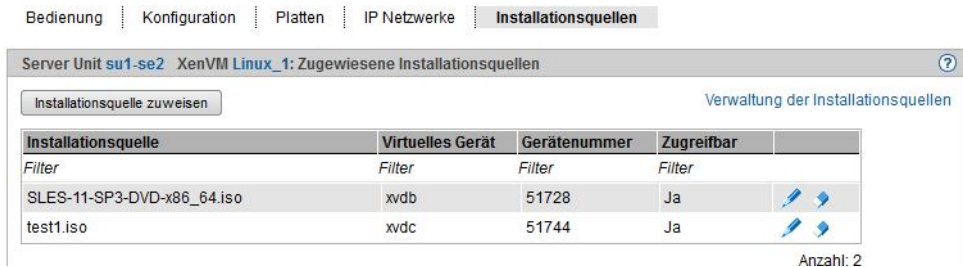 Bedienung Konfiguration Platten IP Netzwerke Installationsquellen
Server Unit su1-se2 XenVM Linux_1: Zugewiesene Installationsquellen ?
Installationsquelle zuweisen Verwaltung der Installationsquellen
Installationsquelle Virtuelles Gerät Gerätenummer Zugreifbar
Filter Filter Filter Filter
SLES-11-SP3-DVD-x86_64.iso xvdb 51728 Ja
test1.iso xvdc 51744 Ja
Anzahl: 2